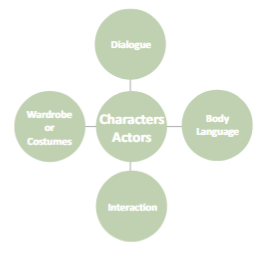 Dialogue
Wardrobe
or
Costumes
Characters
Actors
Body
Language
Interaction